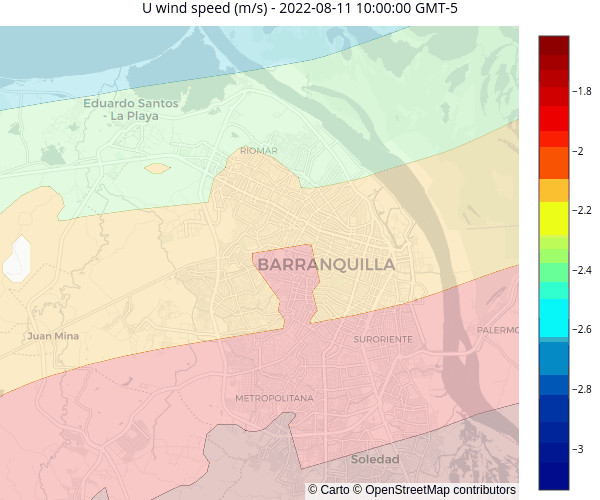 U wind speed (m/s) - 2022-08-11 10:00:00 GMT-5
Eduardo Santos
- La Playa
RIOMAR
BARRANQUILLA
Juan Mina
SURORIENTE
PALERMO
METROPOLITANA
Soledad
© Carto © OpenStreetMap contributors
−1.8
−2
−2.2
−2.4
−2.6
−2.8
−3